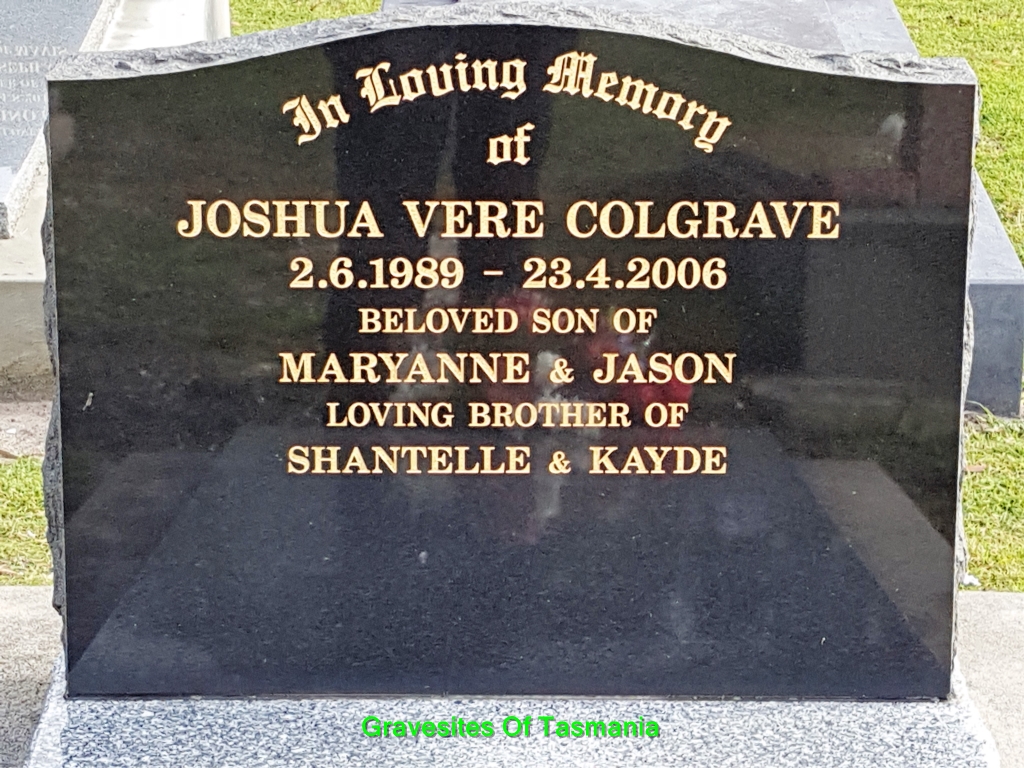 In Loving Memory
of
JOSHUA VERE COLGRAVE
2.6.1989 – 23.4.2006
BELOVED SON OF
MARYANNE & JASON
LOVING BROTHER OF
SHANTELLE & KAYDE
Gravesites Of Tasmania